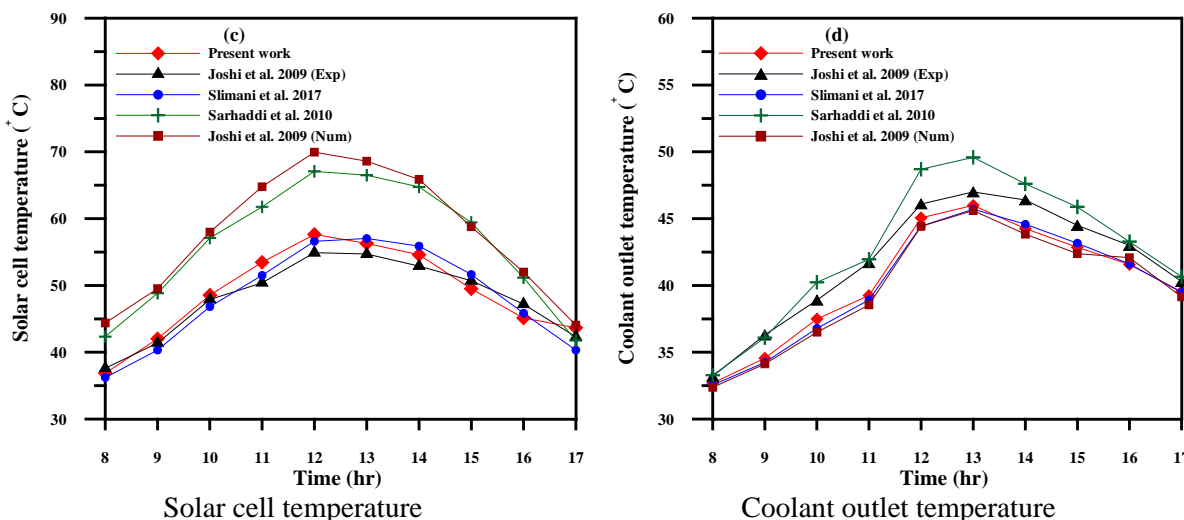 (c)
Present work
Joshi et al. 2009 (Exp)
Slimani et al. 2017
Sarhaddi et al. 2010
Joshi et al. 2009 (Num)
90
80
70
60
50
40
30
Solar cell temperature (⁺ C)
8 9 10 11 12 13 14 15 16 17
Time (hr)
Solar cell temperature
(d)
Present work
Joshi et al. 2009 (Exp)
Slimani et al. 2017
Sarhaddi et al. 2010
Joshi et al. 2009 (Num)
60
55
50
45
40
35
30
Coolant outlet temperature (⁺ C)
8 9 10 11 12 13 14 15 16 17
Time (hr)
Coolant outlet temperature